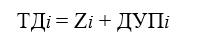 ТДi = Zi + ДУПi